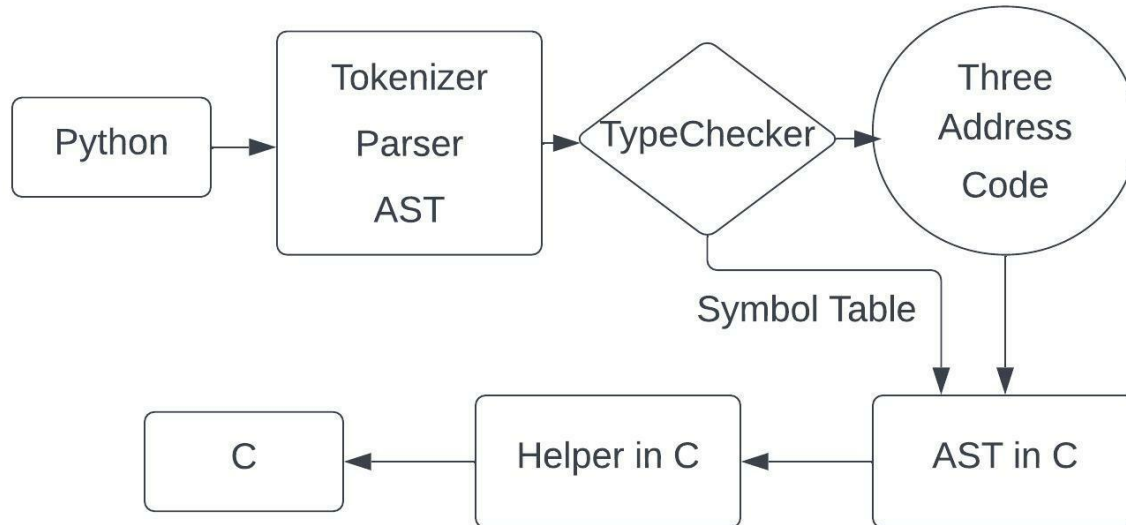 Python
Tokenizer
Parser
AST
TypeChecker
Three
Address
Code
Symbol Table
C
Helper in C
AST in C